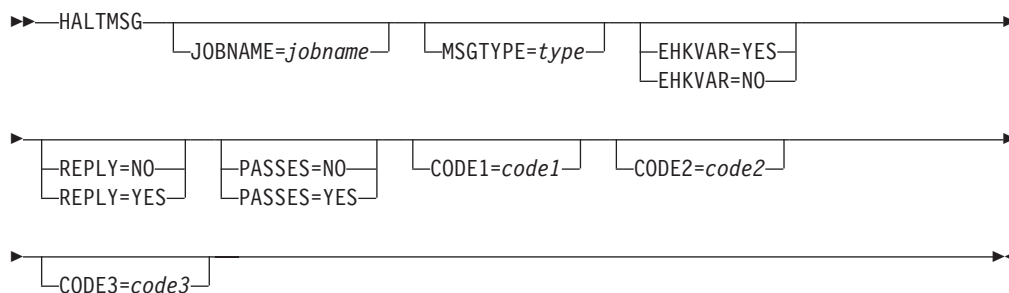 HALTMSG
JOBNAME=jobname
MSGTYPE=type
EHKVAR=YES
EHKVAR=NO
REPLY=NO
REPLY=YES
PASSES=NO
PASSES=YES
CODE1=code1
CODE2=code2
CODE3=code3